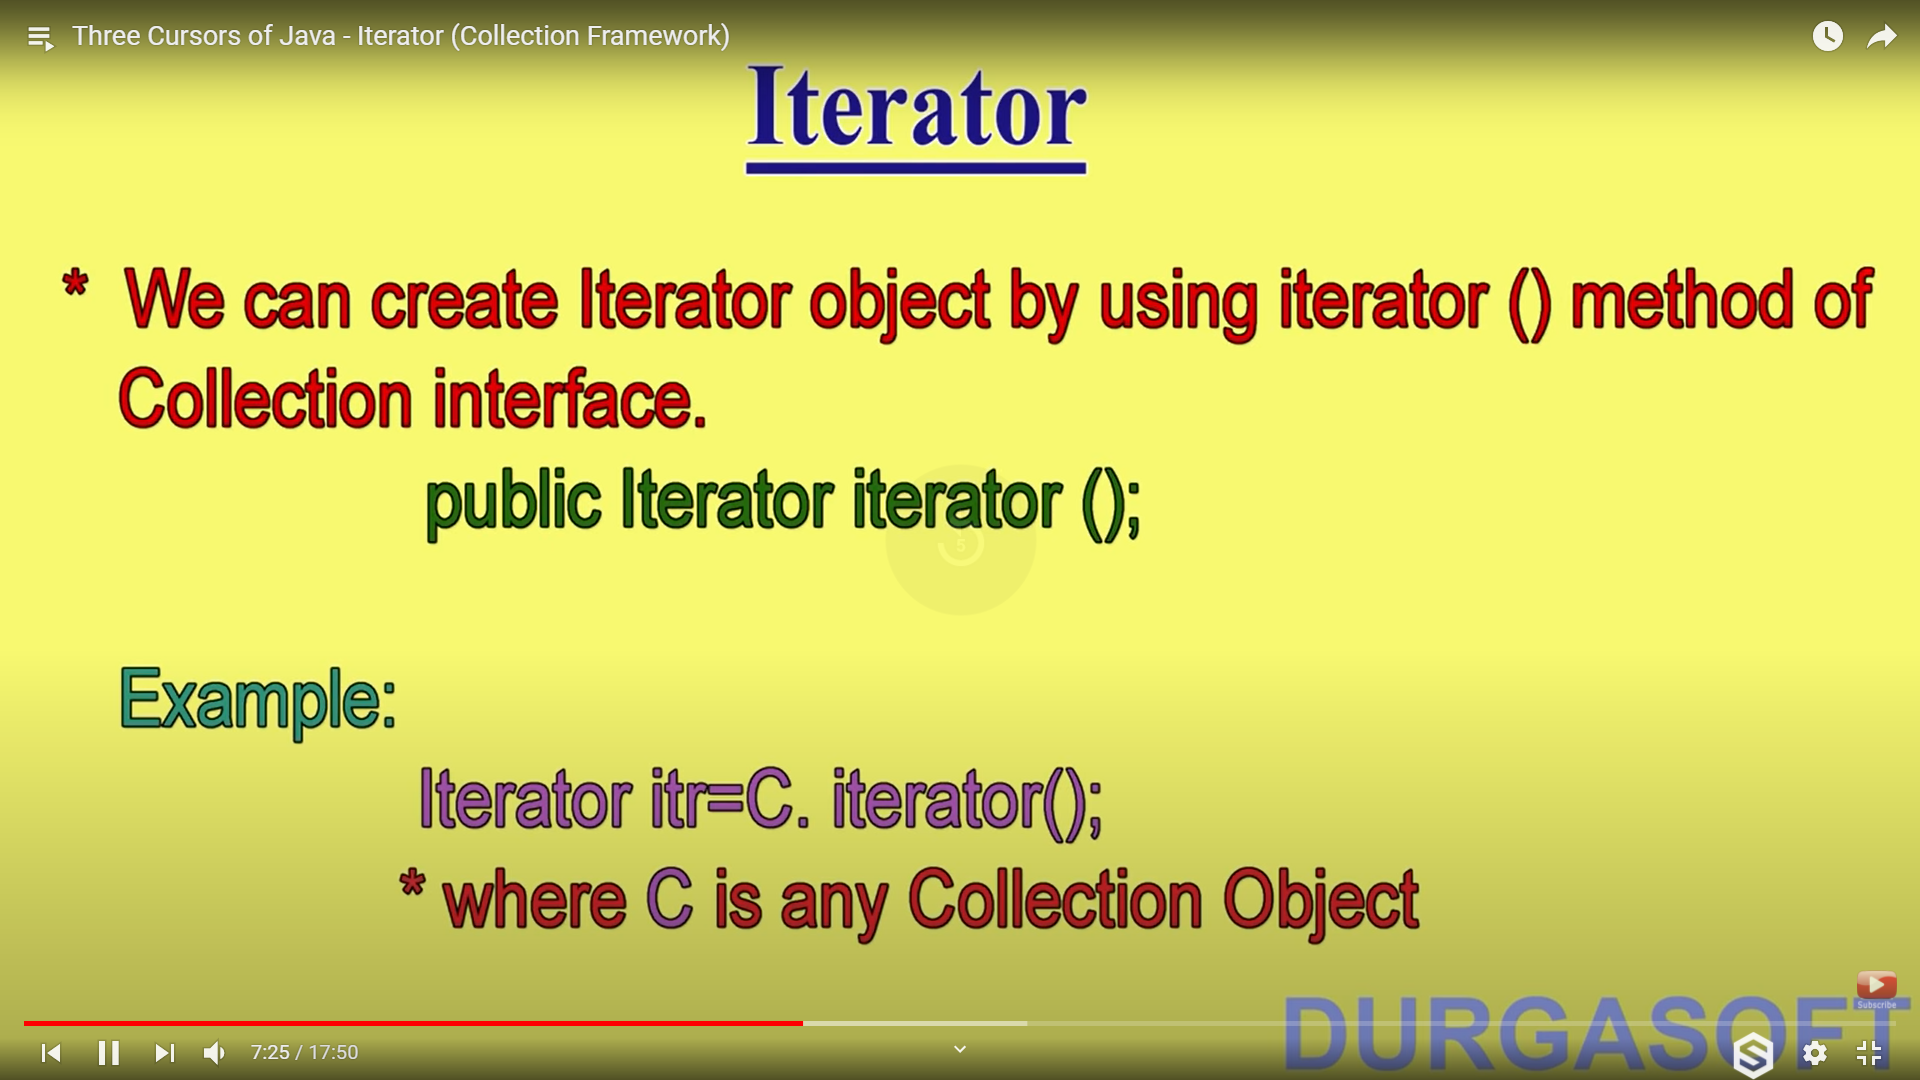 Three Cursors of Java - Iterator (Collection Framework)
Iterator
* We can create Iterator object by using iterator () method of
Collection interface.
public Iterator iterator ();
5
Example:
Iterator itr=C. iterator();
* where C is any Collection Object
Subscribe
DURGASOFT
7:25 / 17:50